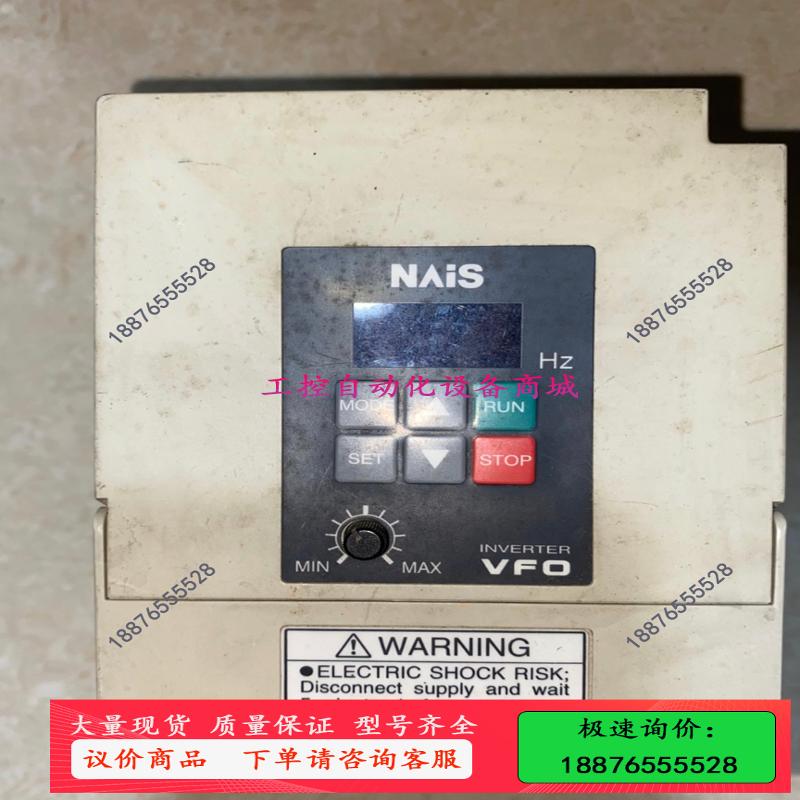 NAiS
18876555528
18876555528
Hz
工控自动化设备商城
MODE
RUN
SET
STOP
MIN
MAX
INVERTER
VF0
18876555528
18876555528
WARNING
●ELECTRIC SHOCK RISK;
Disconnect supply and wait
大量现货 质量保证 型号齐全
极速询价：
议价商品 下单请咨询客服
18876555528